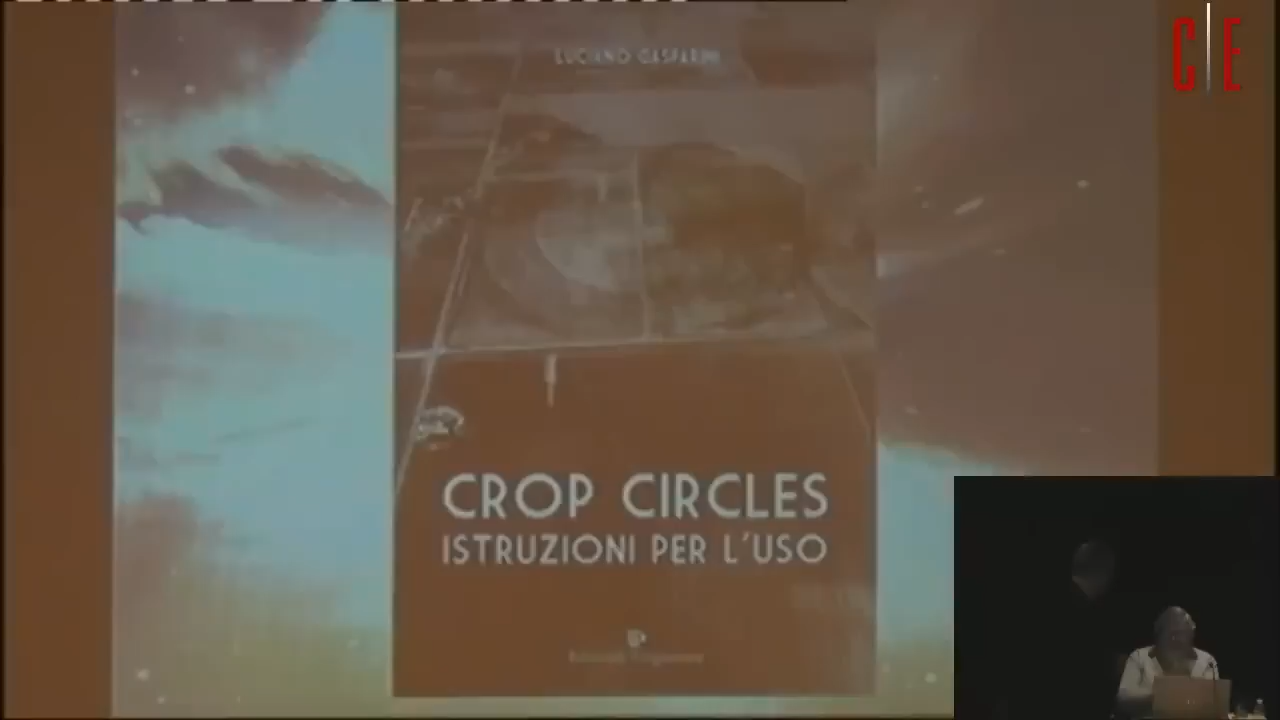 LUCIANO GASPARINI
C E
CROP CIRCLES
ISTRUZIONI PER L'USO